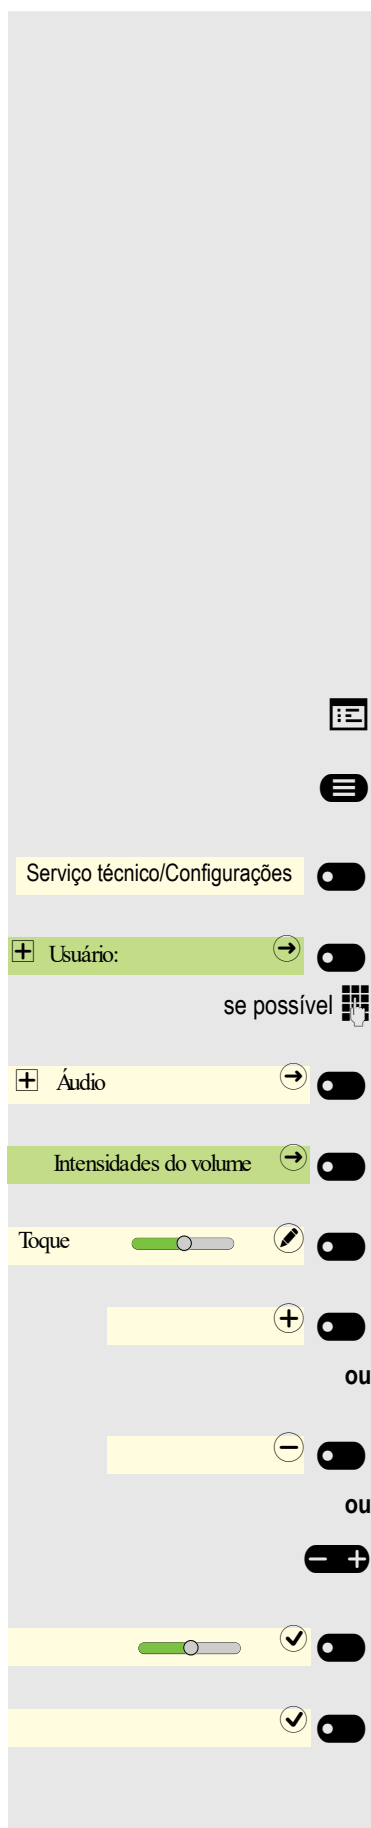 Serviço técnico/Configurações
Usuário:
se possível
Áudio
Intensidades do volume
Toque
ou
ou